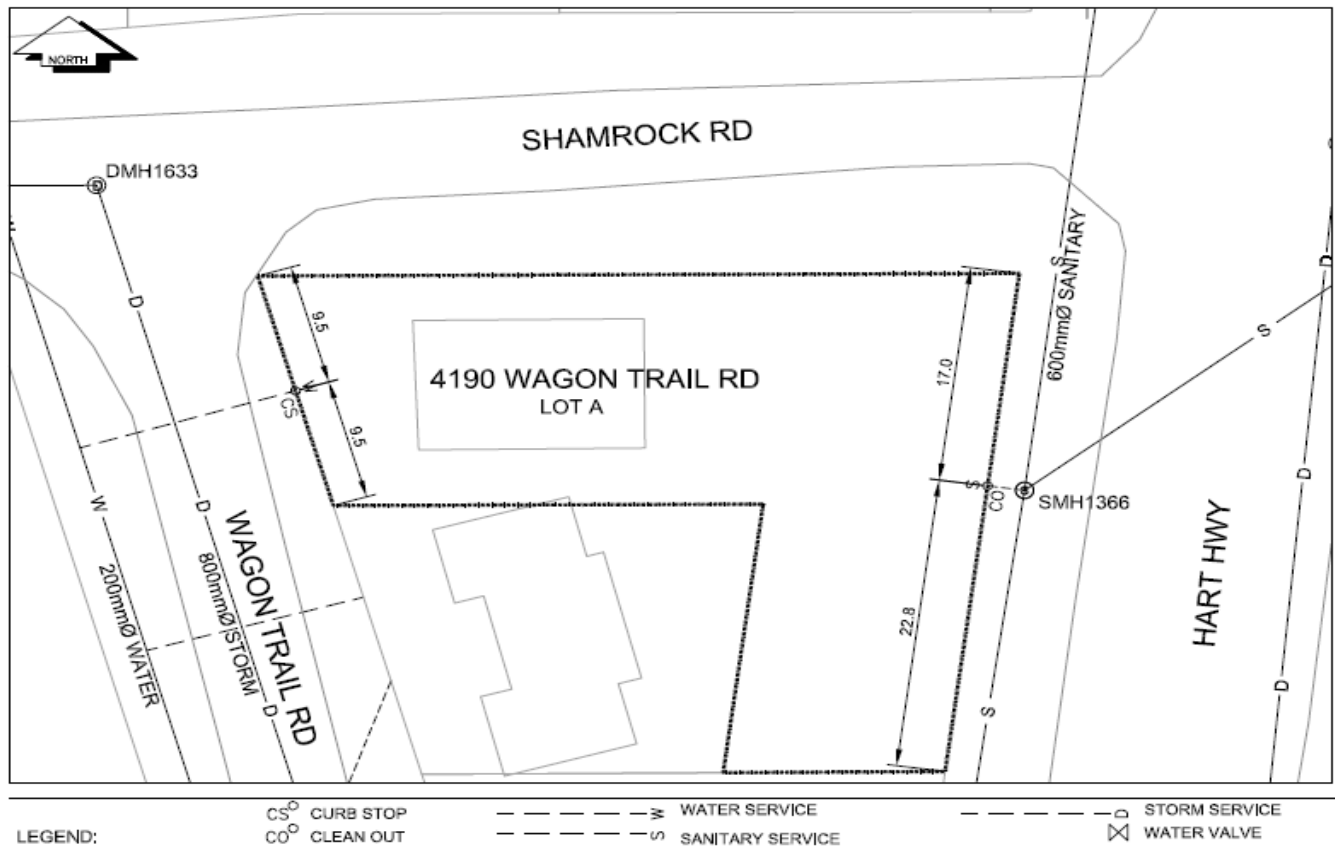 NORTH
SHAMROCK RD
DMH1633
W
D
9.5
CS
W
9.5
4190 WAGON TRAIL RD
LOT A
17.0
S
600mmØ SANITARY
S
D
D
S
CO
SMH1366
HART HWY
W
D
200mmØ WATER
800mmØ STORM
WAGON TRAIL RD
D
22.8
S
D
D
LEGEND:
CS CURB STOP
CO CLEAN OUT
W WATER SERVICE
S SANITARY SERVICE
D STORM SERVICE
WATER VALVE